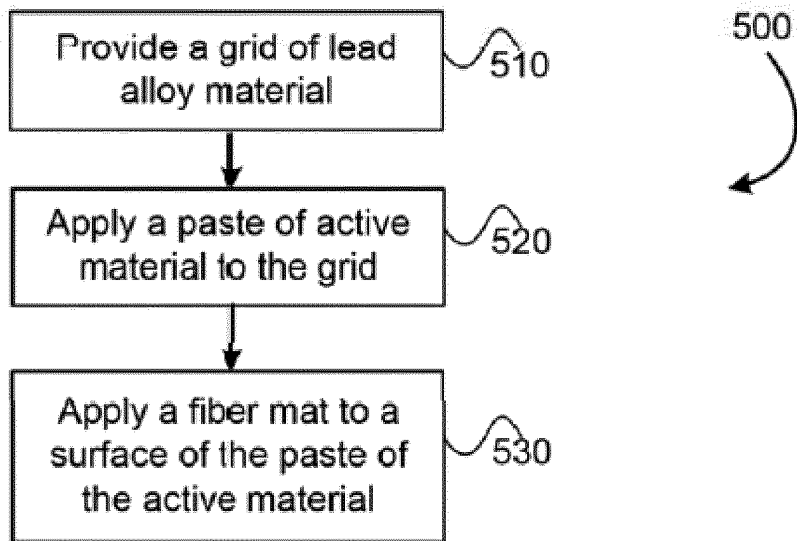 Provide a grid of lead
alloy material
510
500
Apply a paste of active
material to the grid
520
Apply a fiber mat to a
surface of the paste of
the active material
530